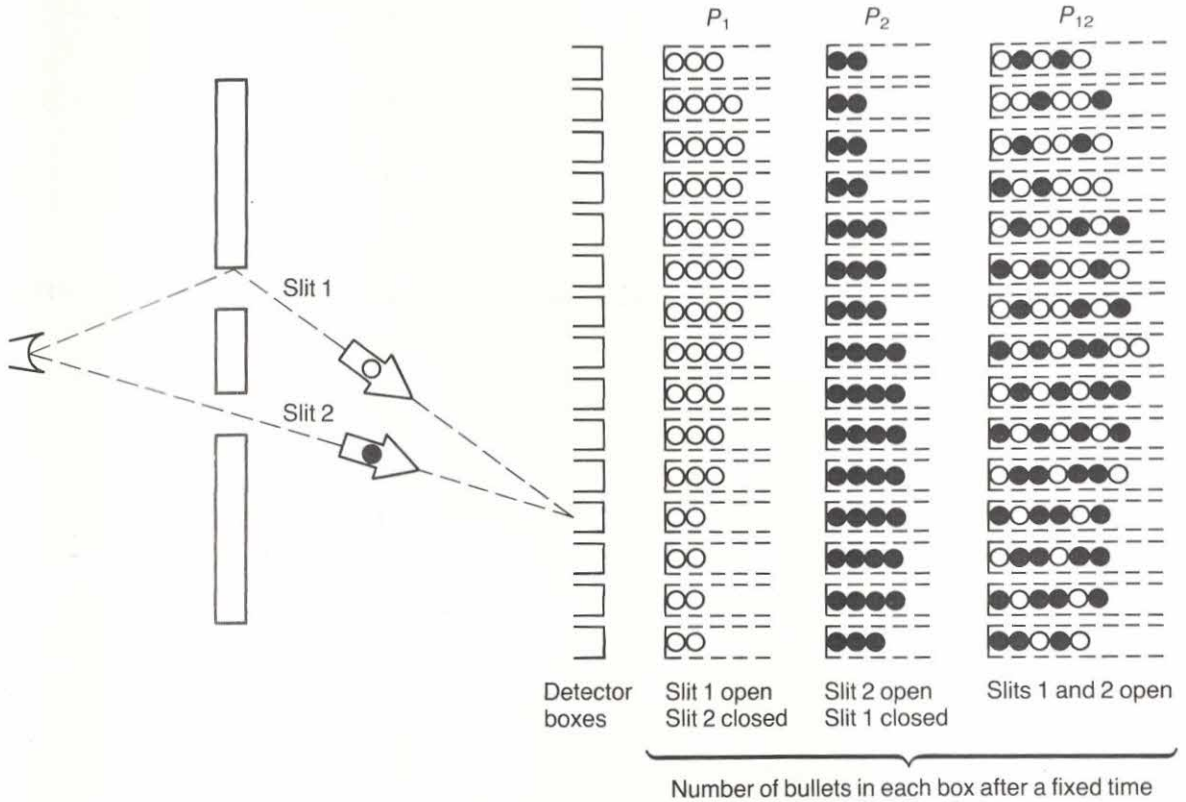 P1
P2
P12
Slit 1
Slit 2
Detector
boxes
Slit 1 open
Slit 2 closed
Slit 2 open
Slit 1 closed
Slits 1 and 2 open
Number of bullets in each box after a fixed time